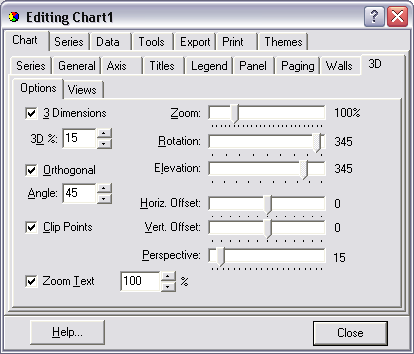 Editing Chart1
Chart Series Data Tools Export Print Themes
Series General Axis Titles Legend Panel Paging Walls 3D
Options Views
3 Dimensions Zoom: 100%
3D %: 15 Rotation: 345
Orthogonal Elevation: 345
Angle: 45 Horiz. Offset: 0
Clip Points Vert. Offset: 0
Perspective: 15
Zoom Text 100 %
Help... Close